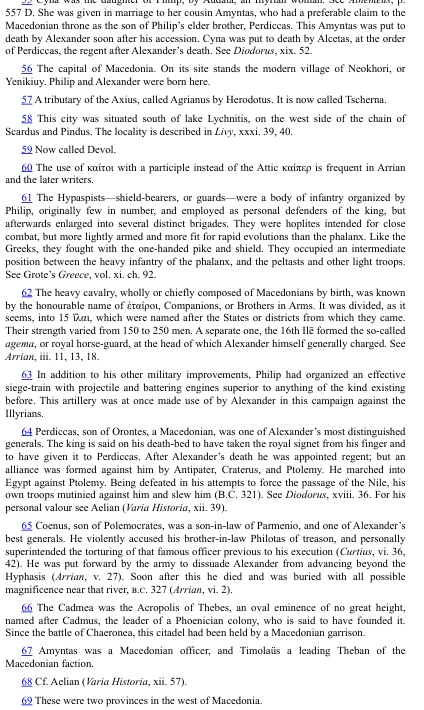 55 Cyna was the daughter of Philip, by Audata, an Illyrian woman. See Athenaeus, p.
557 D. She was given in marriage to her cousin Amyntas, who had a preferable claim to the
Macedonian throne as the son of Philip's elder brother, Perdiccas. This Amyntas was put to
death by Alexander soon after his accession. Cyna was put to death by Alcetas, at the order
of Perdiccas, the regent after Alexander's death. See Diodorus, xix. 52.
56 The capital of Macedonia. On its site stands the modern village of Neokhori, or
Yenikiuy. Philip and Alexander were born here.
57 A tributary of the Axius, called Agrianus by Herodotus. It is now called Tscherna.
58 This city was situated south of lake Lychnitis, on the west side of the chain of
Scardus and Pindus. The locality is described in Livy, xxxi. 39, 40.
59 Now called Devol.
60 The use of καίτοι with a participle instead of the Attic καίπερ is frequent in Arrian
and the later writers.
61 The Hypaspists—shield-bearers, or guards—were a body of infantry organized by
Philip, originally few in number, and employed as personal defenders of the king, but
afterwards enlarged into several distinct brigades. They were hoplites intended for close
combat, but more lightly armed and more fit for rapid evolutions than the phalanx. Like the
Greeks, they fought with the one-handed pike and shield. They occupied an intermediate
position between the heavy infantry of the phalanx, and the peltasts and other light troops.
See Grote's Greece, vol. xi. ch. 92.
62 The heavy cavalry, wholly or chiefly composed of Macedonians by birth, was known
by the honourable name of ἑταῖροι, Companions, or Brothers in Arms. It was divided, as it
seems, into 15 ἴλαι, which were named after the States or districts from which they came.
Their strength varied from 150 to 250 men. A separate one, the 16th Ilē formed the so-called
agema, or royal horse-guard, at the head of which Alexander himself generally charged. See
Arrian, iii. 11, 13, 18.
63 In addition to his other military improvements, Philip had organized an effective
siege-train with projectile and battering engines superior to anything of the kind existing
before. This artillery was at once made use of by Alexander in this campaign against the
Illyrians.
64 Perdiccas, son of Orontes, a Macedonian, was one of Alexander's most distinguished
generals. The king is said on his death-bed to have taken the royal signet from his finger and
to have given it to Perdiccas. After Alexander's death he was appointed regent; but an
alliance was formed against him by Antipater, Craterus, and Ptolemy. He marched into
Egypt against Ptolemy. Being defeated in his attempts to force the passage of the Nile, his
own troops mutinied against him and slew him (B.C. 321). See Diodorus, xviii. 36. For his
personal valour see Aelian (Varia Historia, xii. 39).
65 Coenus, son of Polemocrates, was a son-in-law of Parmenio, and one of Alexander's
best generals. He violently accused his brother-in-law Philotas of treason, and personally
superintended the torturing of that famous officer previous to his execution (Curtius, vi. 36,
42). He was put forward by the army to dissuade Alexander from advancing beyond the
Hyphasis (Arrian, v. 27). Soon after this he died and was buried with all possible
magnificence near that river, B.C. 327 (Arrian, vi. 2).
66 The Cadmea was the Acropolis of Thebes, an oval eminence of no great height,
named after Cadmus, the leader of a Phoenician colony, who is said to have founded it.
Since the battle of Chaeronea, this citadel had been held by a Macedonian garrison.
67 Amyntas was a Macedonian officer, and Timolaüs a leading Theban of the
Macedonian faction.
68 Cf. Aelian (Varia Historia, xii. 57).
69 These were two provinces in the west of Macedonia.